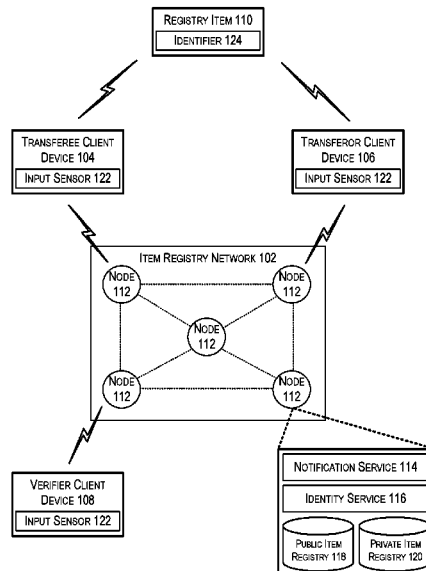 REGISTRY ITEM 110
IDENTIFIER 124
TRANSFEREE CLIENT
DEVICE 104
INPUT SENSOR 122
TRANSFEROR CLIENT
DEVICE 106
INPUT SENSOR 122
ITEM REGISTRY NETWORK 102
NODE
112
NODE
112
NODE
112
NODE
112
NODE
112
VERIFIER CLIENT
DEVICE 108
INPUT SENSOR 122
NOTIFICATION SERVICE 114
IDENTITY SERVICE 116
PUBLIC ITEM
REGISTRY 118
PRIVATE ITEM
REGISTRY 120